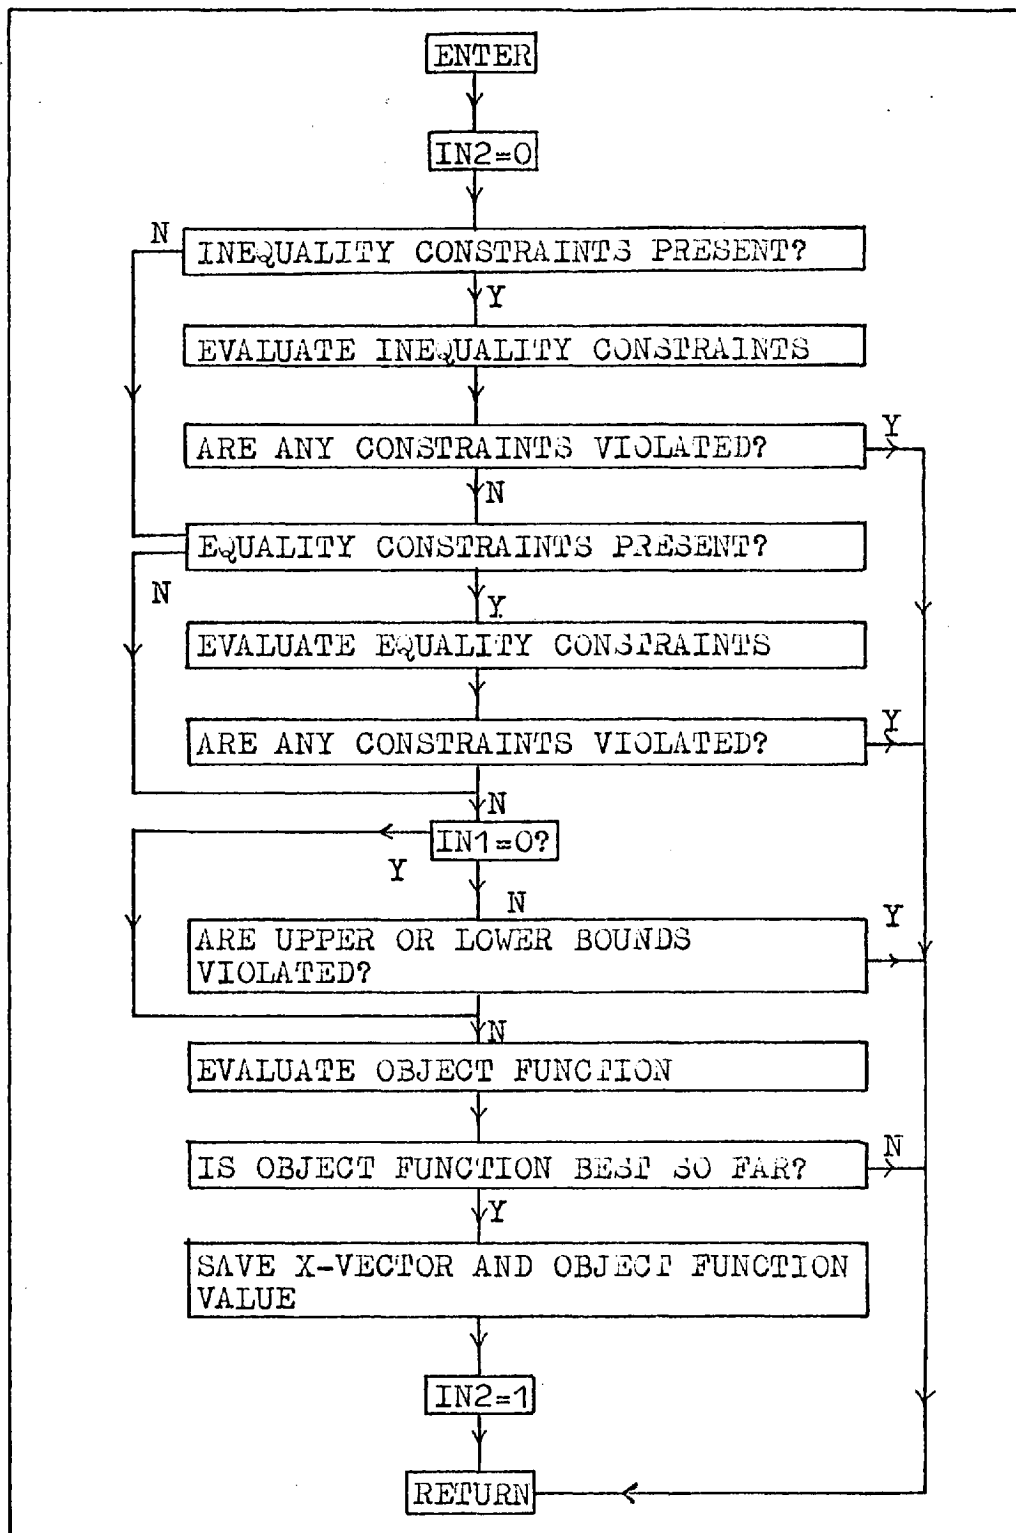 ENTER
IN2=0
N
INEQUALITY CONSTRAINTS PRESENT?
Y
EVALUATE INEQUALITY CONSTRAINTS
ARE ANY CONSTRAINTS VIOLATED?
Y
N
EQUALITY CONSTRAINTS PRESENT?
N
Y
EVALUATE EQUALITY CONSTRAINTS
ARE ANY CONSTRAINTS VIOLATED?
Y
N
IN1=0?
Y
N
ARE UPPER OR LOWER BOUNDS
VIOLATED?
Y
N
EVALUATE OBJECT FUNCTION
IS OBJECT FUNCTION BEST SO FAR?
N
Y
SAVE X-VECTOR AND OBJECT FUNCTION
VALUE
IN2=1
RETURN